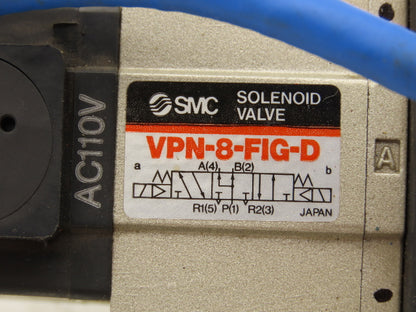 AC110V
SMC SOLENOID
VALVE
VPN-8-FIG-D
a A(4) B(2) b
R1(5) P(1) R2(3) JAPAN
A